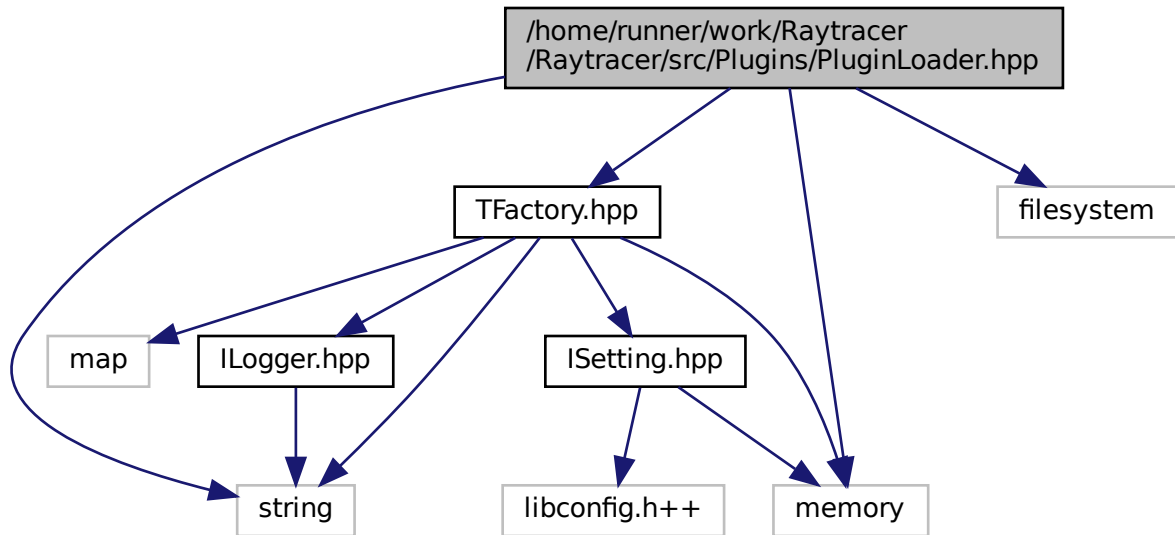 /home/runner/work/Raytracer
/Raytracer/src/Plugins/PluginLoader.hpp
TFactory.hpp
filesystem
map
ILogger.hpp
ISetting.hpp
string
libconfig.h++
memory